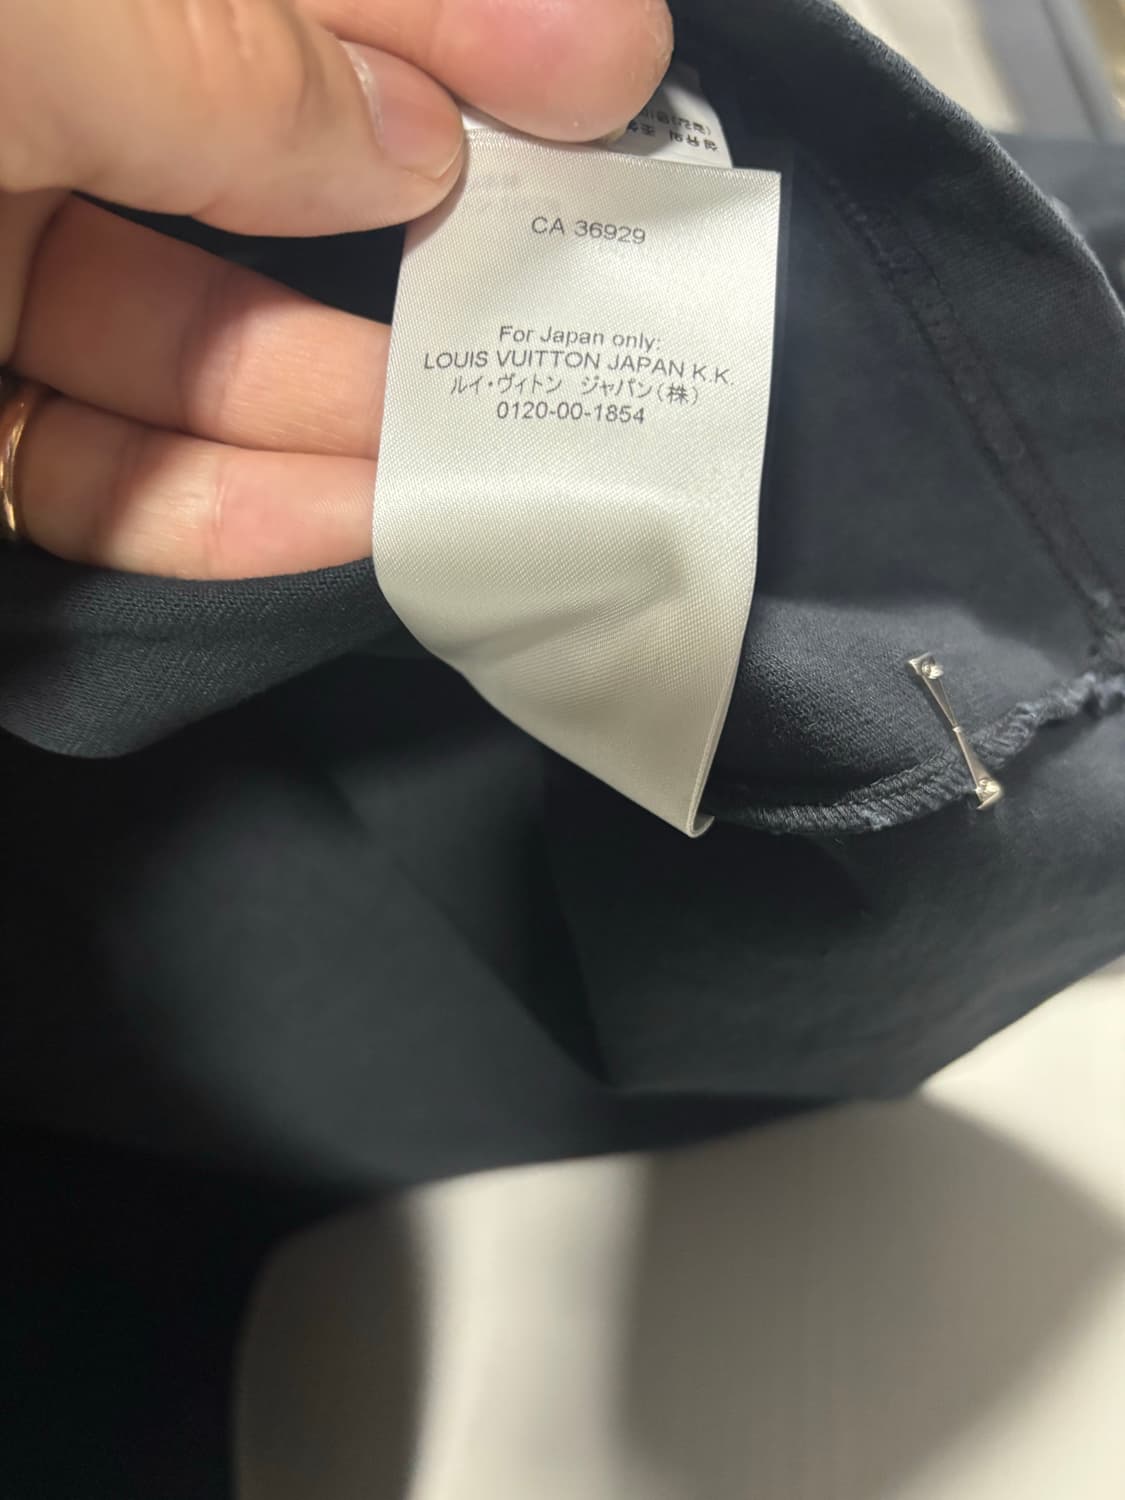 CA 36929
For Japan only:
LOUIS VUITTON JAPAN K.K.
ルイ・ヴィトン ジャパン(株)
0120-00-1854